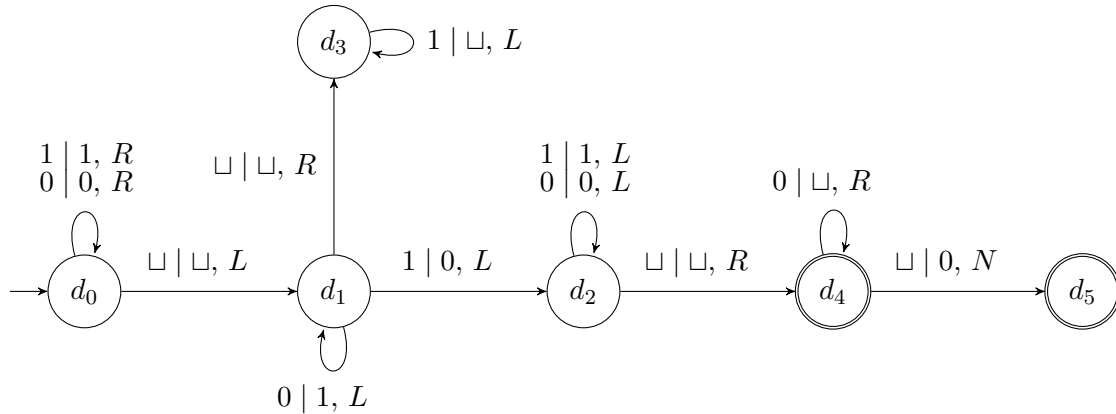 d₃
1 | ⊔, L
⊔ | ⊔, R
1 | 1, R
0 | 0, R
1 | 1, L
0 | 0, L
0 | ⊔, R
⊔ | ⊔, L
1 | 0, L
⊔ | ⊔, R
⊔ | 0, N
d₀
d₁
d₂
d₄
d₅
0 | 1, L